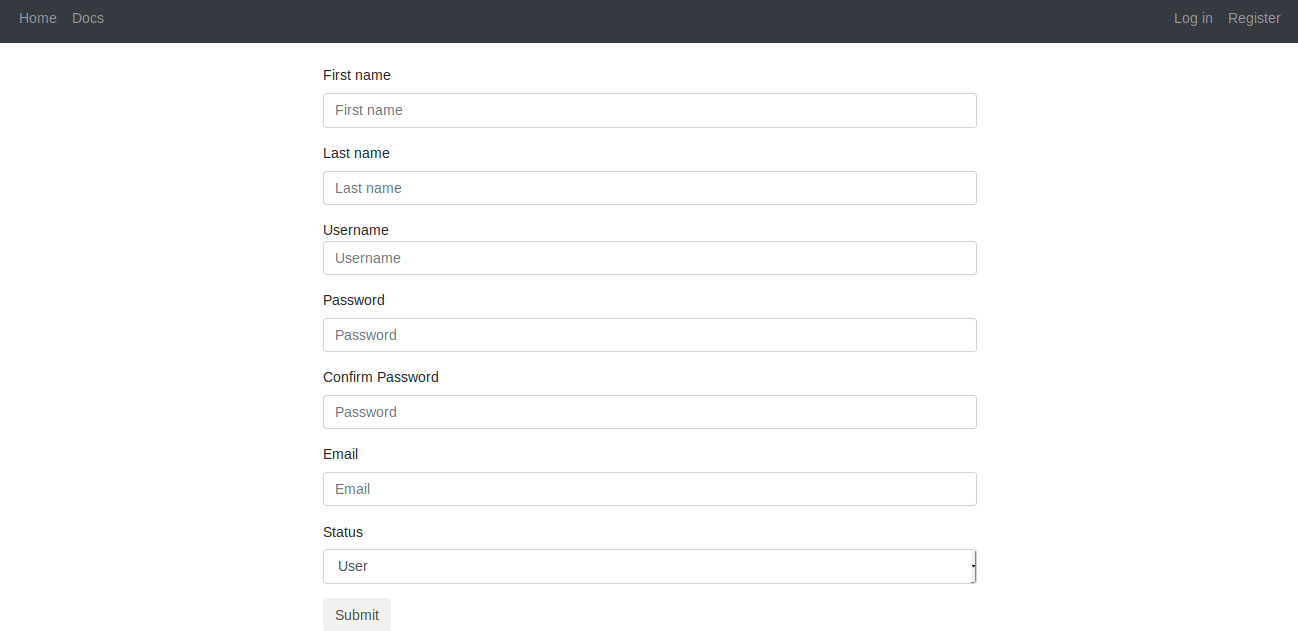 Home Docs Log in Register
First name
First name
Last name
Last name
Username
Username
Password
Password
Confirm Password
Password
Email
Email
Status
User
Submit